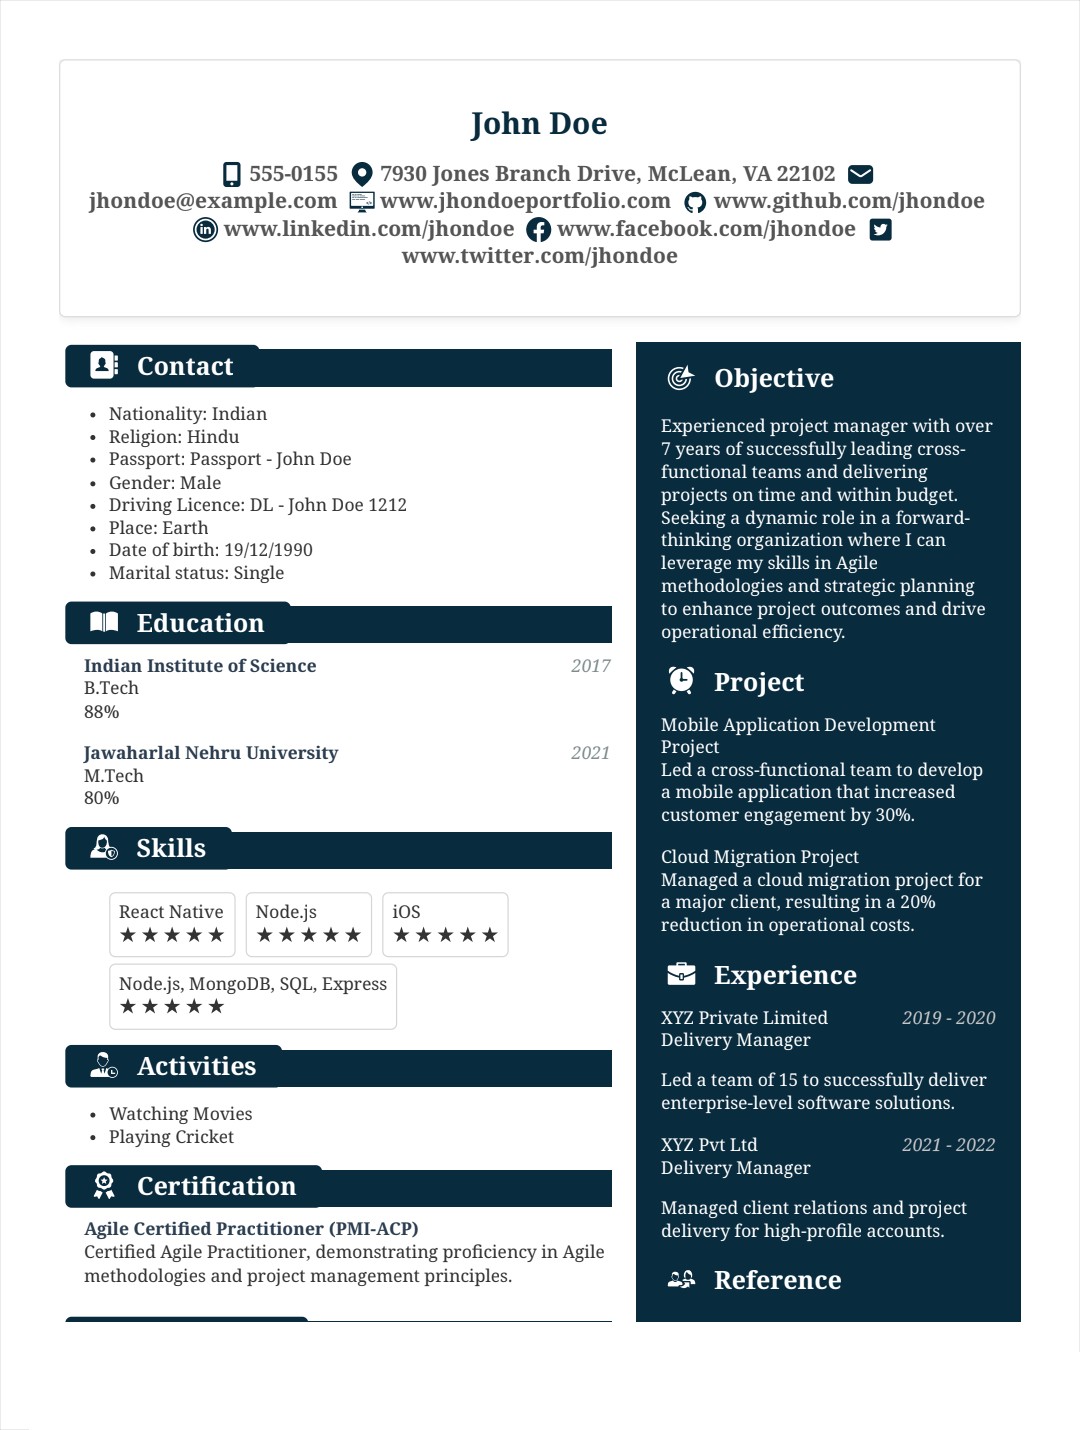 John Doe
555-0155 7930 Jones Branch Drive, McLean, VA 22102
jhondoe@example.com www.jhondoeportfolio.com www.github.com/jhondoe
www.linkedin.com/jhondoe www.facebook.com/jhondoe
www.twitter.com/jhondoe
Contact
• Nationality: Indian
• Religion: Hindu
• Passport: Passport - John Doe
• Gender: Male
• Driving Licence: DL - John Doe 1212
• Place: Earth
• Date of birth: 19/12/1990
• Marital status: Single
Education
Indian Institute of Science 2017
B.Tech
88%
Jawaharlal Nehru University 2021
M.Tech
80%
Skills
React Native Node.js iOS
★★★★★ ★★★★★ ★★★★★
Node.js, MongoDB, SQL, Express
★★★★★
Activities
• Watching Movies
• Playing Cricket
Certification
Agile Certified Practitioner (PMI-ACP)
Certified Agile Practitioner, demonstrating proficiency in Agile
methodologies and project management principles.
Objective
Experienced project manager with over
7 years of successfully leading cross-
functional teams and delivering
projects on time and within budget.
Seeking a dynamic role in a forward-
thinking organization where I can
leverage my skills in Agile
methodologies and strategic planning
to enhance project outcomes and drive
operational efficiency.
Project
Mobile Application Development
Project
Led a cross-functional team to develop
a mobile application that increased
customer engagement by 30%.
Cloud Migration Project
Managed a cloud migration project for
a major client, resulting in a 20%
reduction in operational costs.
Experience
XYZ Private Limited 2019 - 2020
Delivery Manager
Led a team of 15 to successfully deliver
enterprise-level software solutions.
XYZ Pvt Ltd 2021 - 2022
Delivery Manager
Managed client relations and project
delivery for high-profile accounts.
Reference